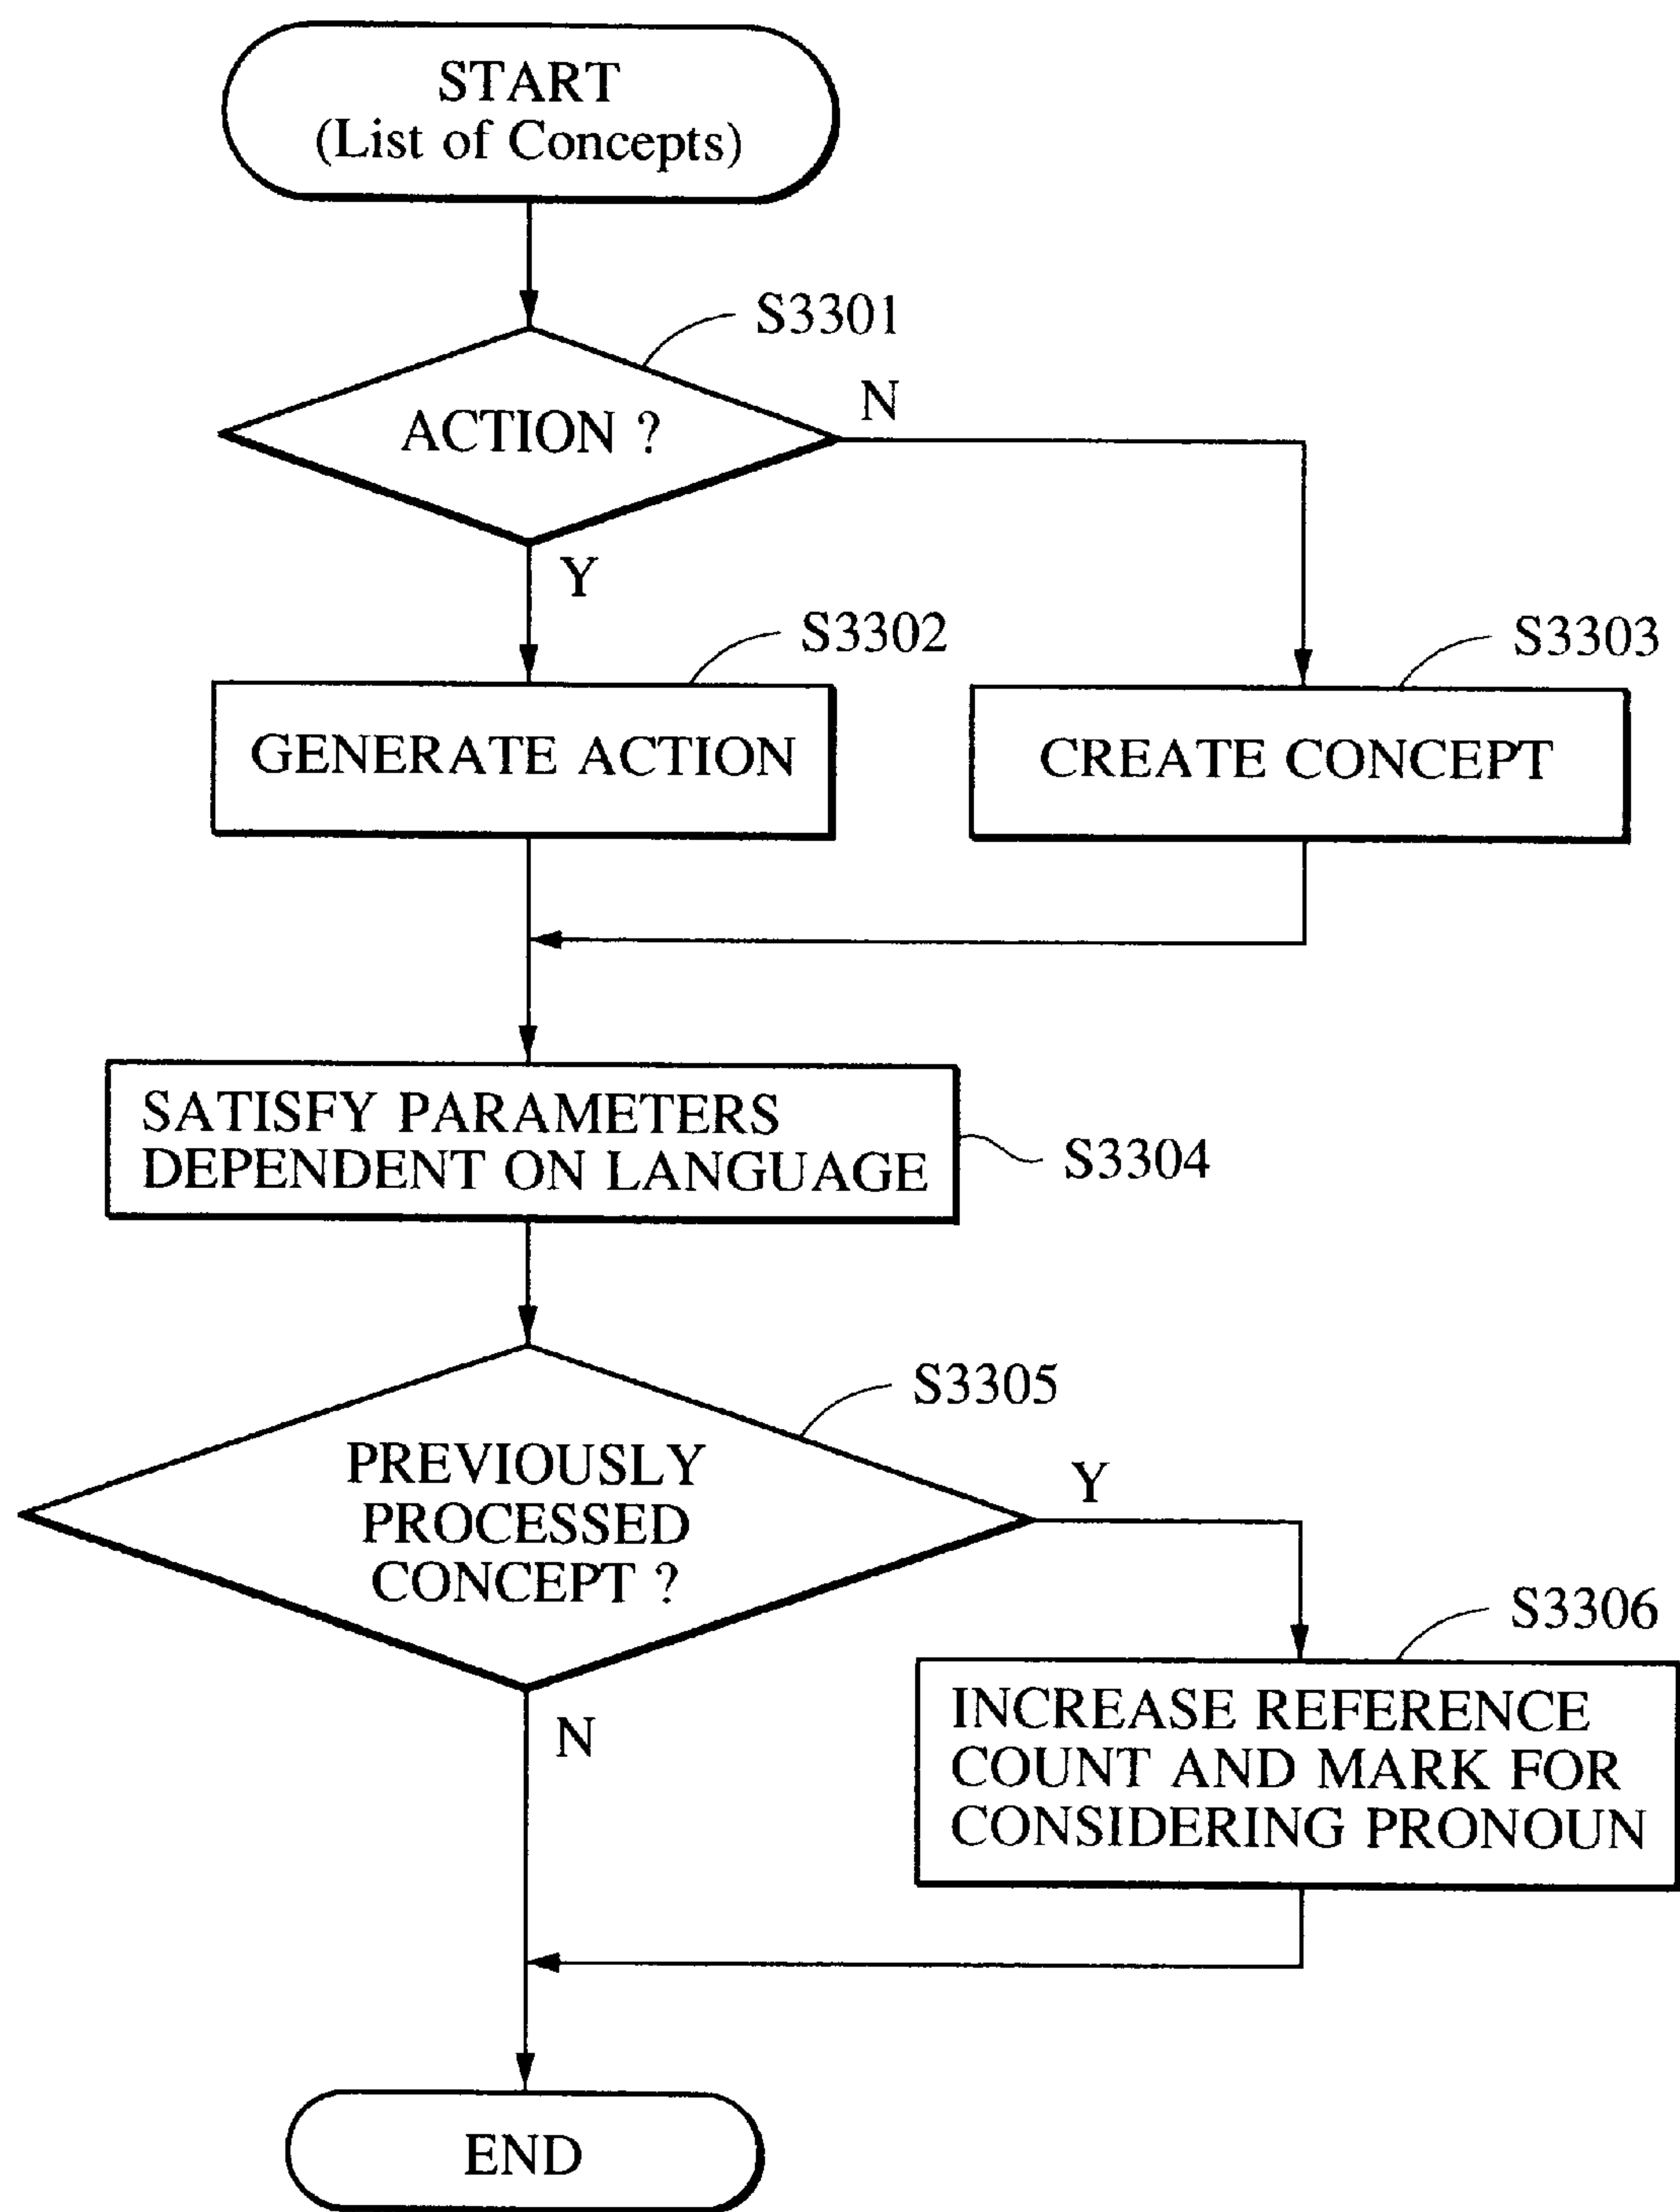 START
(List of Concepts)
S3301
ACTION ?
N
Y
S3302
S3303
GENERATE ACTION
CREATE CONCEPT
SATISFY PARAMETERS
DEPENDENT ON LANGUAGE
S3304
S3305
PREVIOUSLY
PROCESSED
CONCEPT ?
Y
N
S3306
INCREASE REFERENCE
COUNT AND MARK FOR
CONSIDERING PRONOUN
END